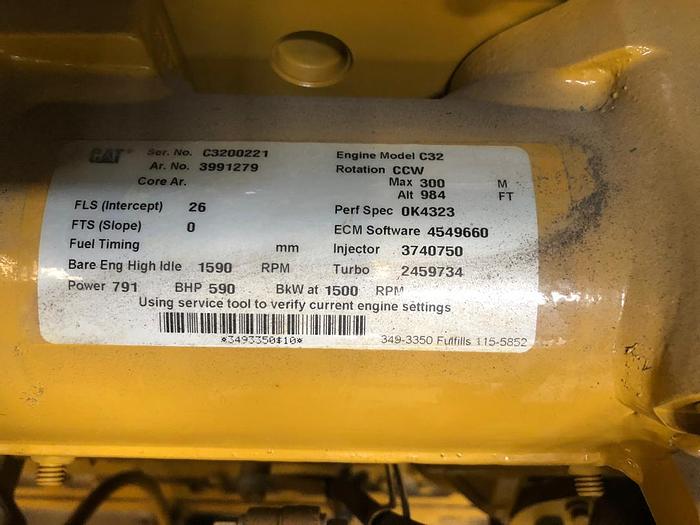 CAT Ser. No. C3200221 Engine Model C32
Ar. No. 3991279 Rotation CCW
Core Ar. Max 300 M
Alt 984 FT
FLS (Intercept) 26 Perf Spec 0K4323
FTS (Slope) 0 ECM Software 4549660
Fuel Timing mm Injector 3740750
Bare Eng High Idle 1590 RPM Turbo 2459734
Power 791 BHP 590 BkW at 1500 RPM
Using service tool to verify current engine settings
*3493350$10* 349-3350 Fulfills 115-5852